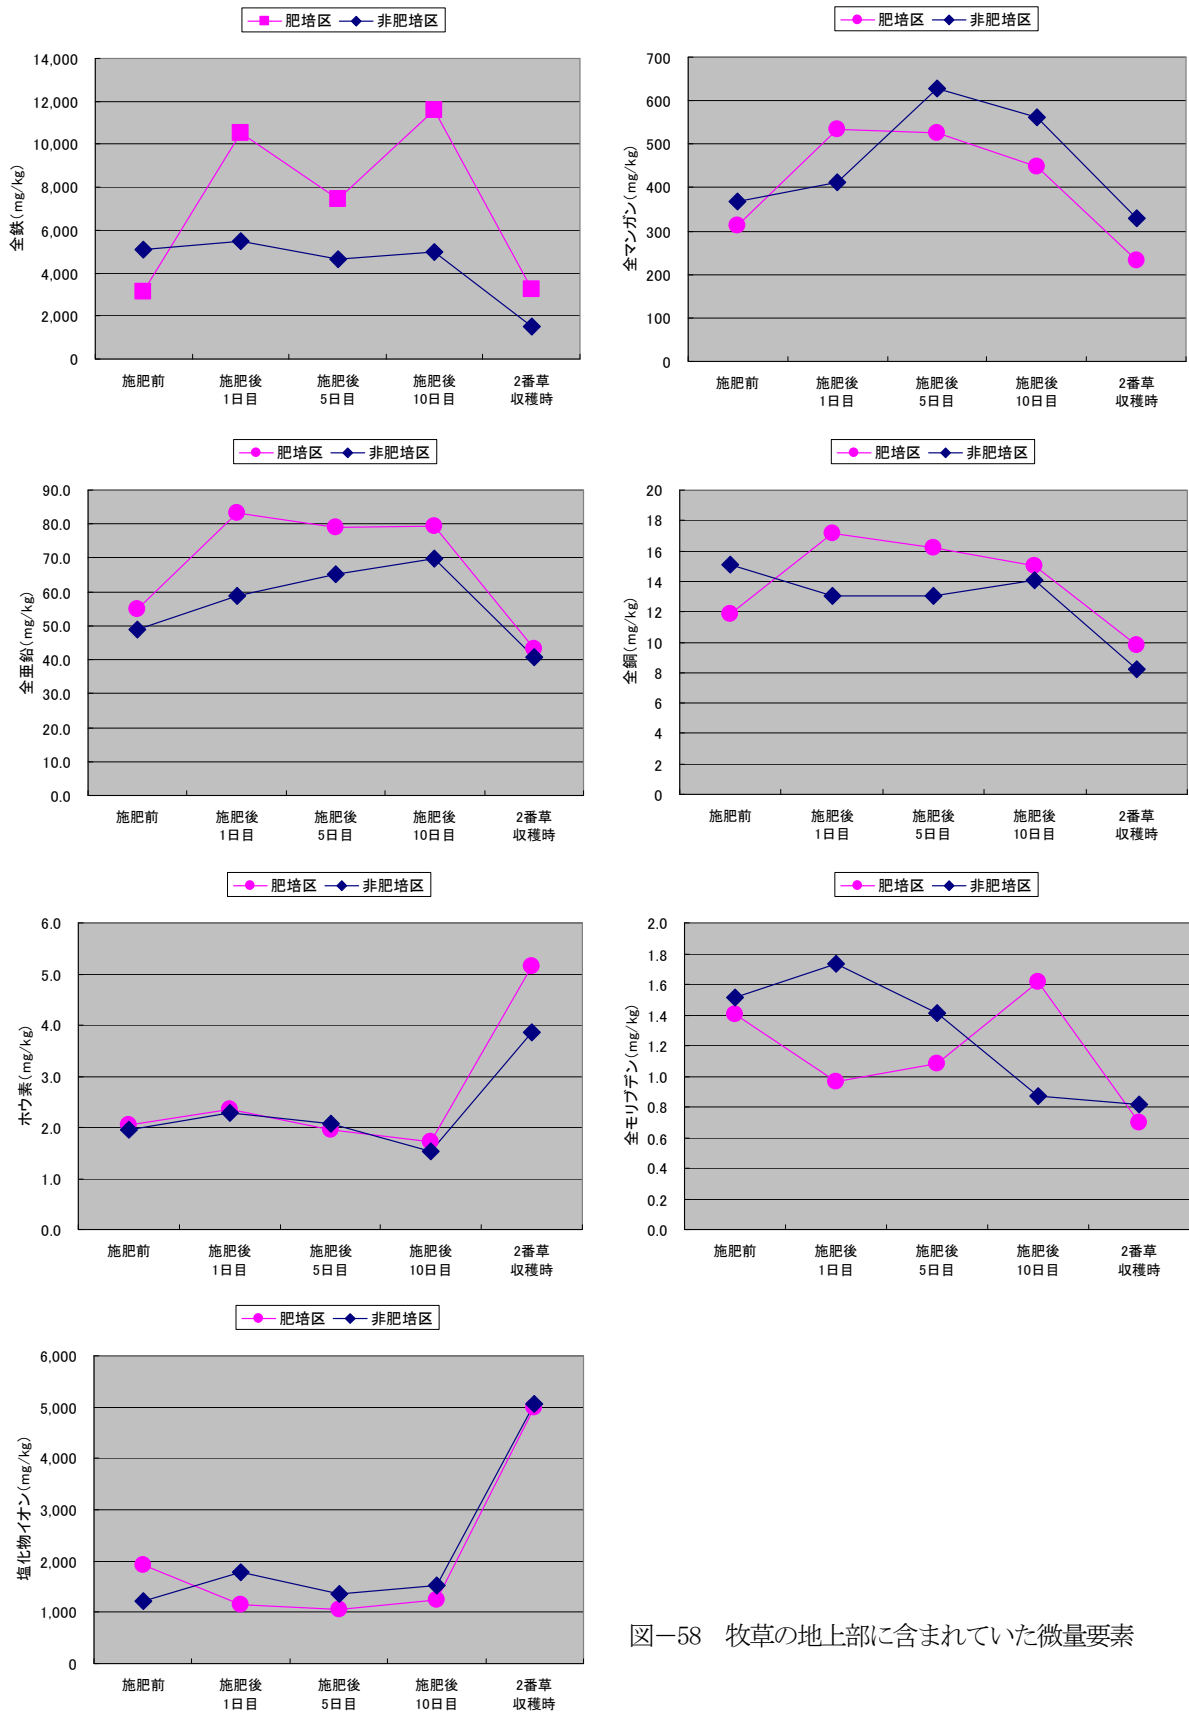 肥培区 非肥培区
14,000
12,000
10,000
8,000
6,000
4,000
2,000
0
全鉄(mg/kg)
施肥前 施肥後 施肥後 施肥後 2番草
1日目 5日目 10日目 収穫時
肥培区 非肥培区
700
600
500
400
300
200
100
0
全マンガン(mg/kg)
施肥前 施肥後 施肥後 施肥後 2番草
1日目 5日目 10日目 収穫時
肥培区 非肥培区
90.0
80.0
70.0
60.0
50.0
40.0
30.0
20.0
10.0
0.0
全亜鉛(mg/kg)
施肥前 施肥後 施肥後 施肥後 2番草
1日目 5日目 10日目 収穫時
肥培区 非肥培区
20
18
16
14
12
10
8
6
4
2
0
全銅(mg/kg)
施肥前 施肥後 施肥後 施肥後 2番草
1日目 5日目 10日目 収穫時
肥培区 非肥培区
6.0
5.0
4.0
3.0
2.0
1.0
0.0
ホウ素(mg/kg)
施肥前 施肥後 施肥後 施肥後 2番草
1日目 5日目 10日目 収穫時
肥培区 非肥培区
2.0
1.8
1.6
1.4
1.2
1.0
0.8
0.6
0.4
0.2
0.0
全モリブデン(mg/kg)
施肥前 施肥後 施肥後 施肥後 2番草
1日目 5日目 10日目 収穫時
肥培区 非肥培区
6,000
5,000
4,000
3,000
2,000
1,000
0
塩化物イオン(mg/kg)
施肥前 施肥後 施肥後 施肥後 2番草
1日目 5日目 10日目 収穫時
図－58 牧草の地上部に含まれていた微量要素